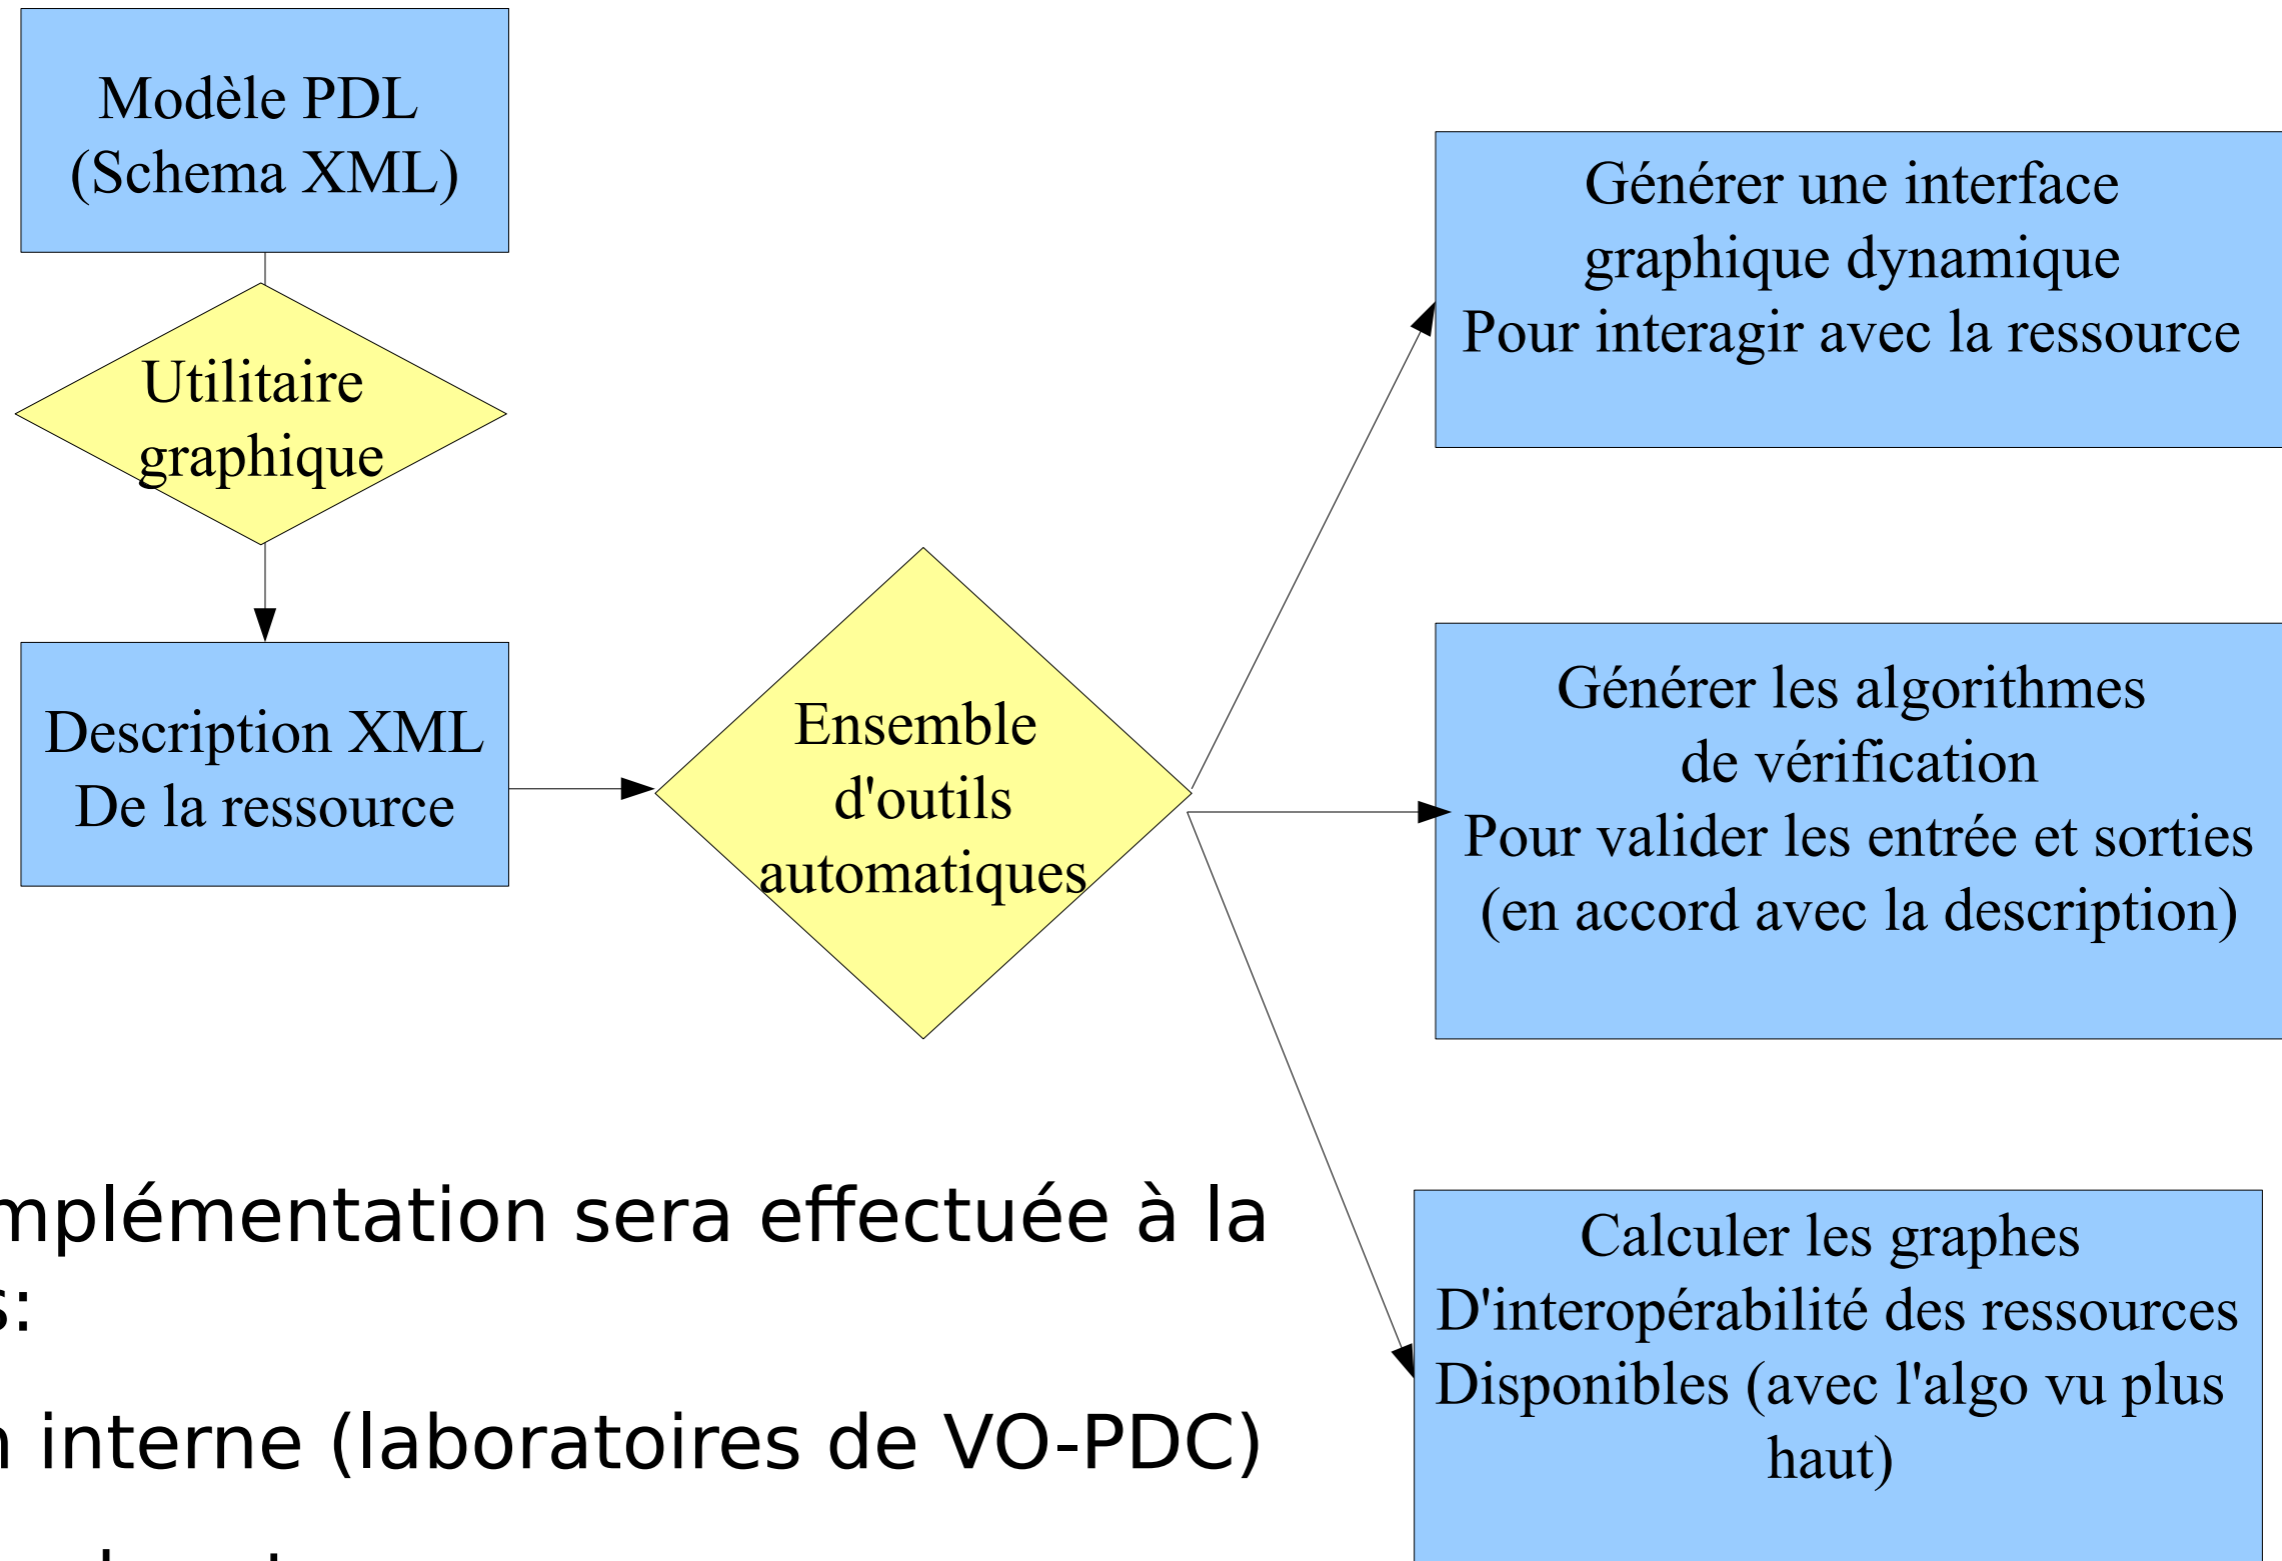 Modèle PDL
(Schema XML)
Utilitaire
graphique
Description XML
De la ressource
Ensemble
d'outils
automatiques
Générer une interface
graphique dynamique
Pour interagir avec la ressource
Générer les algorithmes
de vérification
Pour valider les entrée et sorties
(en accord avec la description)
Calculer les graphes
D'interopérabilité des ressources
Disponibles (avec l'algo vu plus
haut)
mplémentation sera effectuée à la
s:
n interne (laboratoires de VO-PDC)